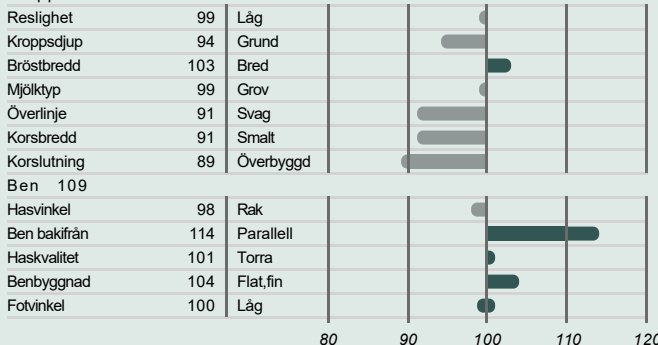 Reslighet 99 Låg
Kroppsdjup 94 Grund
Bröstbredd 103 Bred
Mjölktyp 99 Grov
Överlinje 91 Svag
Korsbredd 91 Smalt
Korslutning 89 Överbyggd
Ben 109
Hasvinkel 98 Rak
Ben bakifrån 114 Parallell
Haskvalitet 101 Torra
Benbyggnad 104 Flat,fin
Fotvinkel 100 Låg
80 90 100 110 120